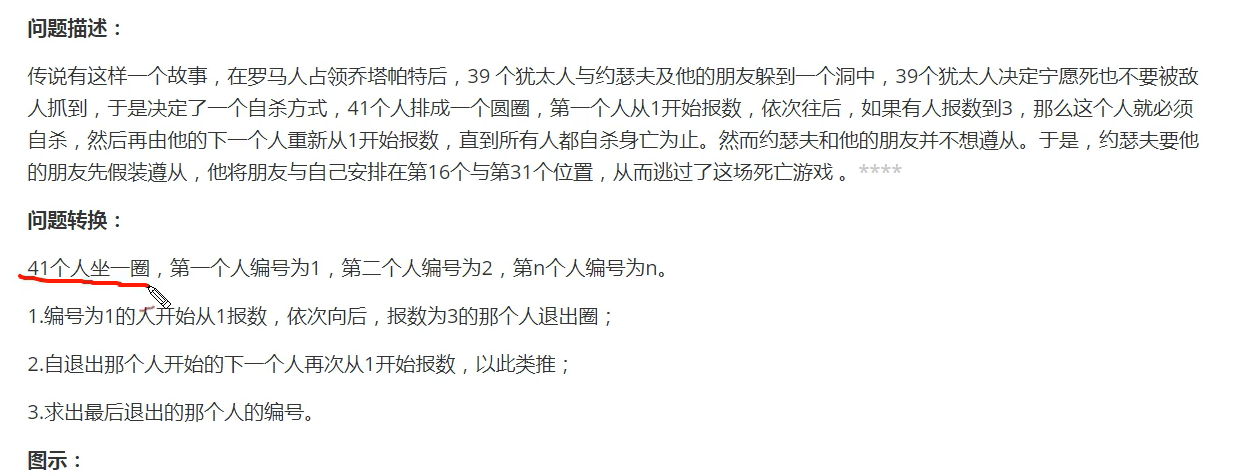 问题描述：
传说有这样一个故事，在罗马人占领乔塔帕特后，39 个犹太人与约瑟夫及他的朋友躲到一个洞中，39个犹太人决定宁愿死也不要被敌
人抓到，于是决定了一个自杀方式，41个人排成一个圆圈，第一个人从1开始报数，依次往后，如果有人报数到3，那么这个人就必须
自杀，然后再由他的下一个人重新从1开始报数，直到所有人都自杀身亡为止。然而约瑟夫和他的朋友并不想遵从。于是，约瑟夫要他
的朋友先假装遵从，他将朋友与自己安排在第16个与第31个位置，从而逃过了这场死亡游戏 。****
问题转换：
41个人坐一圈，第一个人编号为1，第二个人编号为2，第n个人编号为n。
1.编号为1的人开始从1报数，依次向后，报数为3的那个人退出圈；
2.自退出那个人开始的下一个人再次从1开始报数，以此类推；
3.求出最后退出的那个人的编号。
图示：